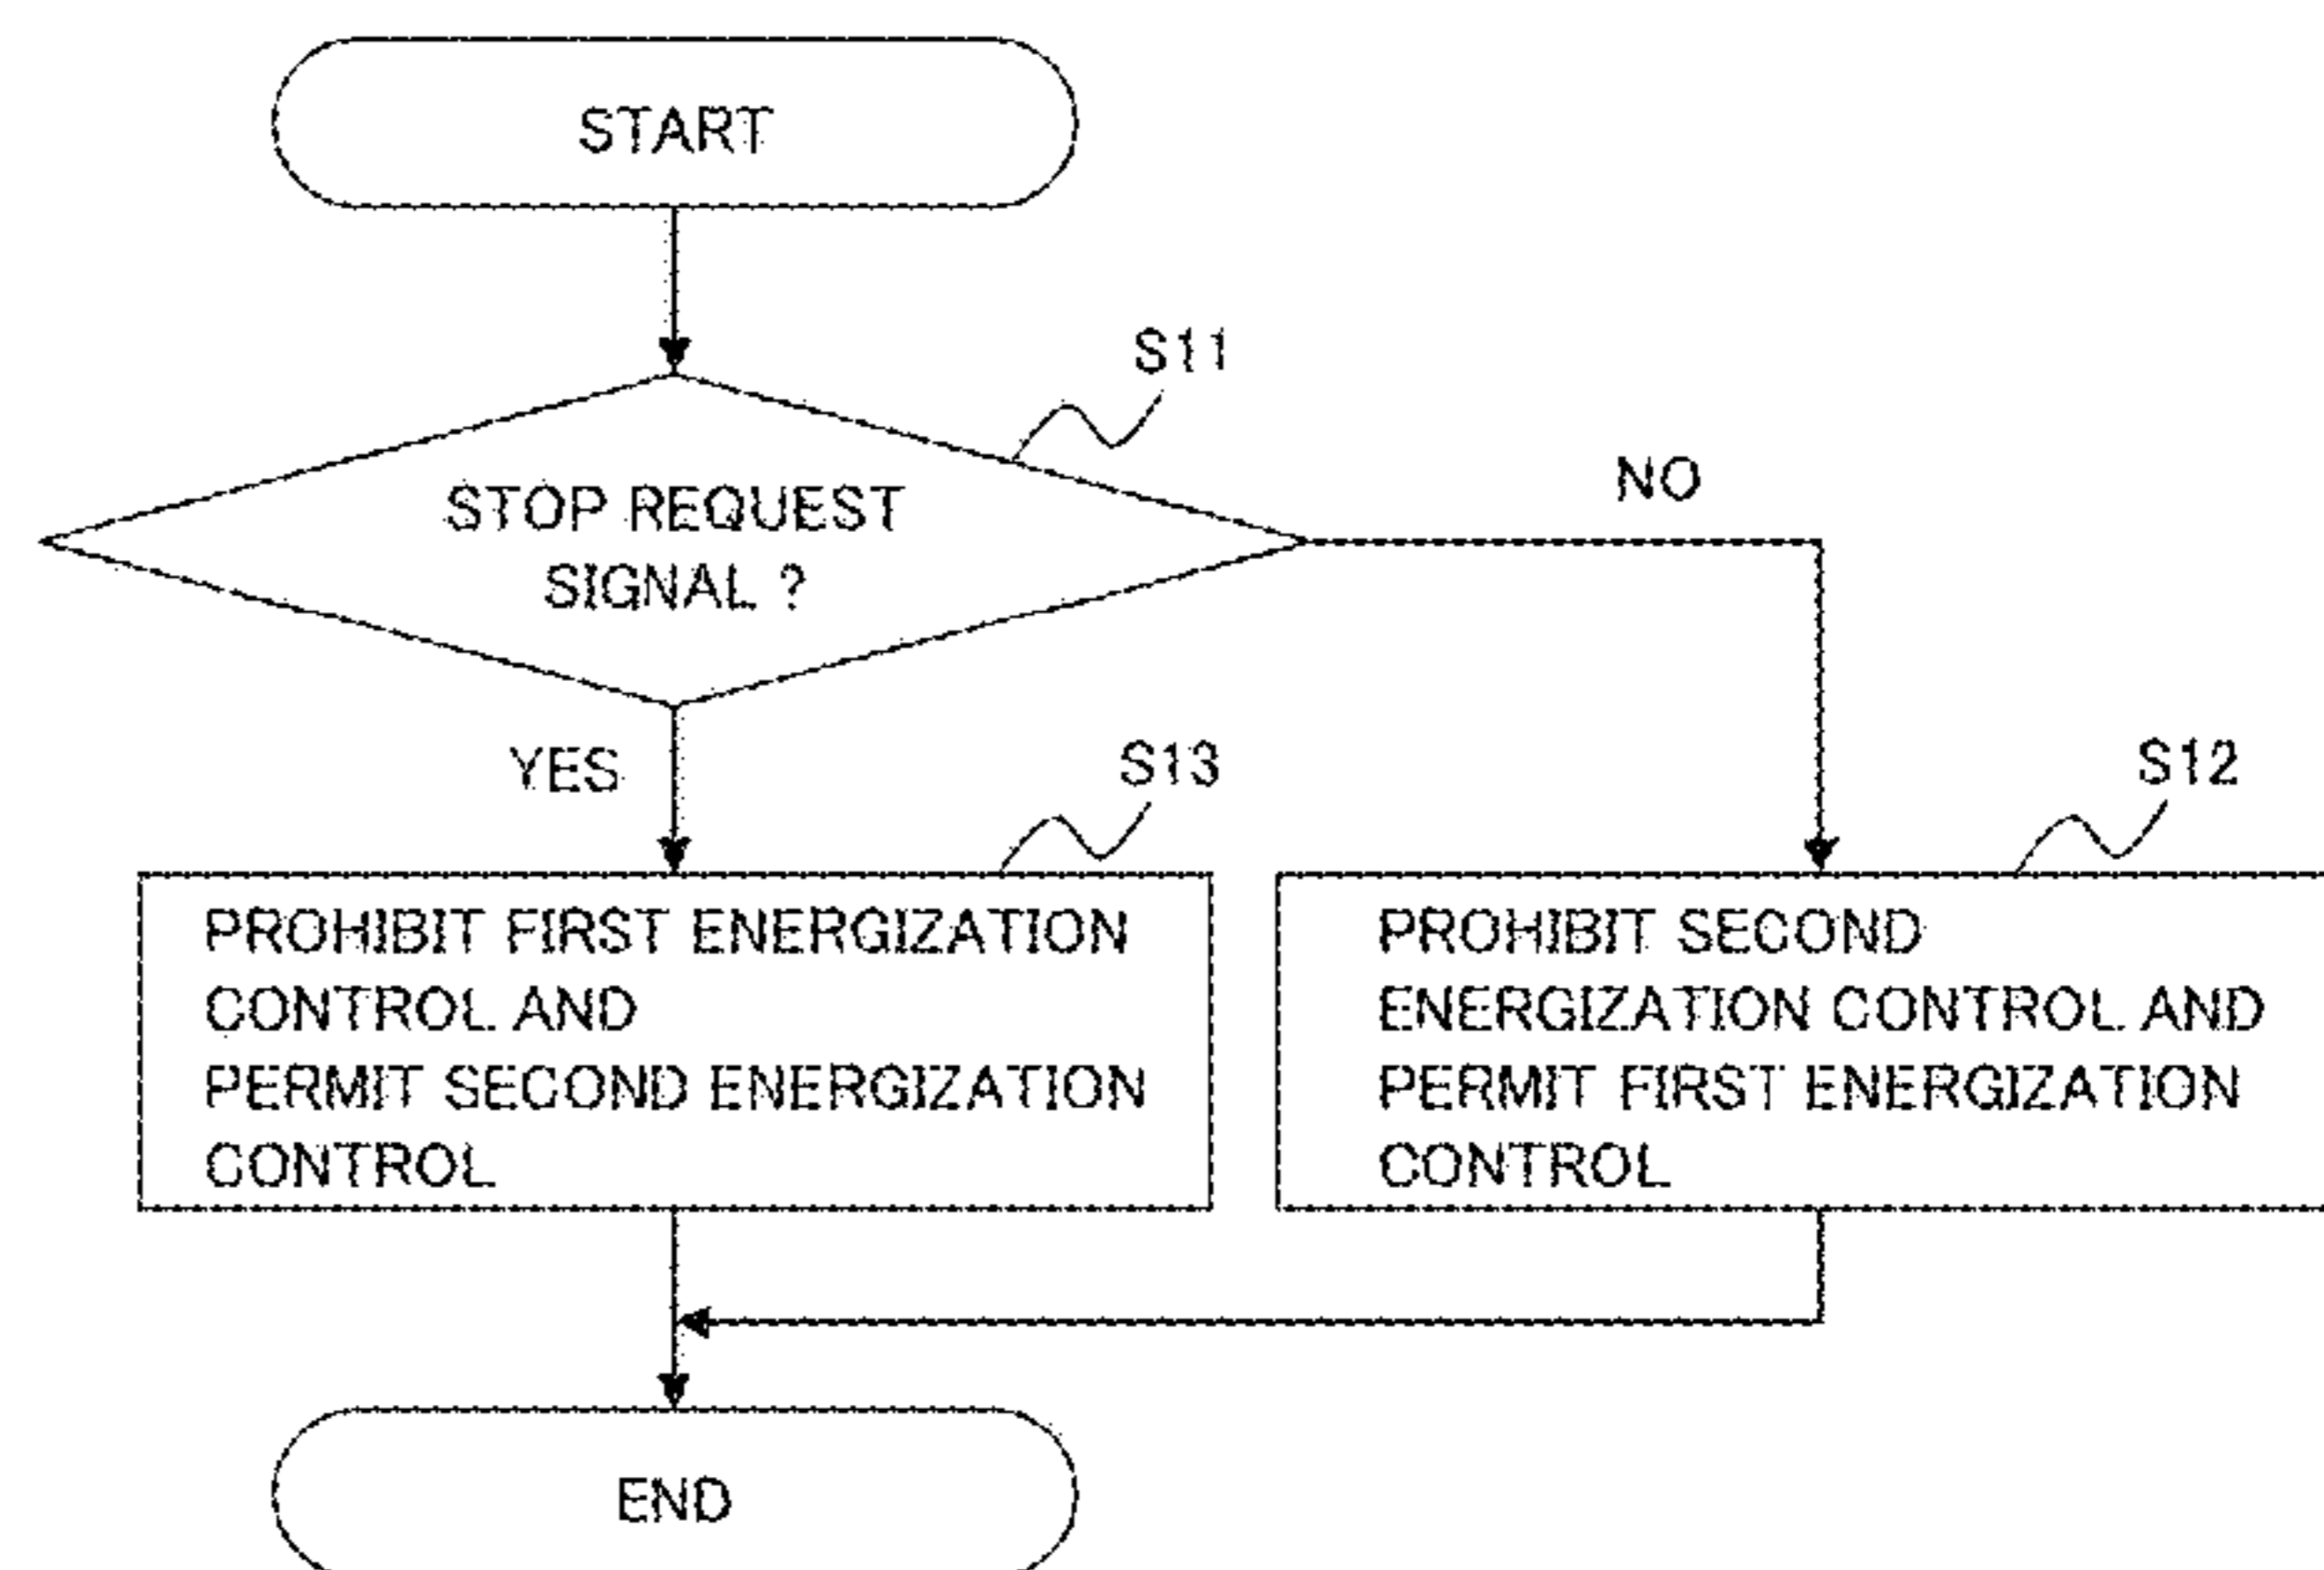 START
S11
STOP REQUEST
SIGNAL ?
NO
YES
S13
PROHIBIT FIRST ENERGIZATION
CONTROL AND
PERMIT SECOND ENERGIZATION
CONTROL
S12
PROHIBIT SECOND
ENERGIZATION CONTROL AND
PERMIT FIRST ENERGIZATION
CONTROL
END